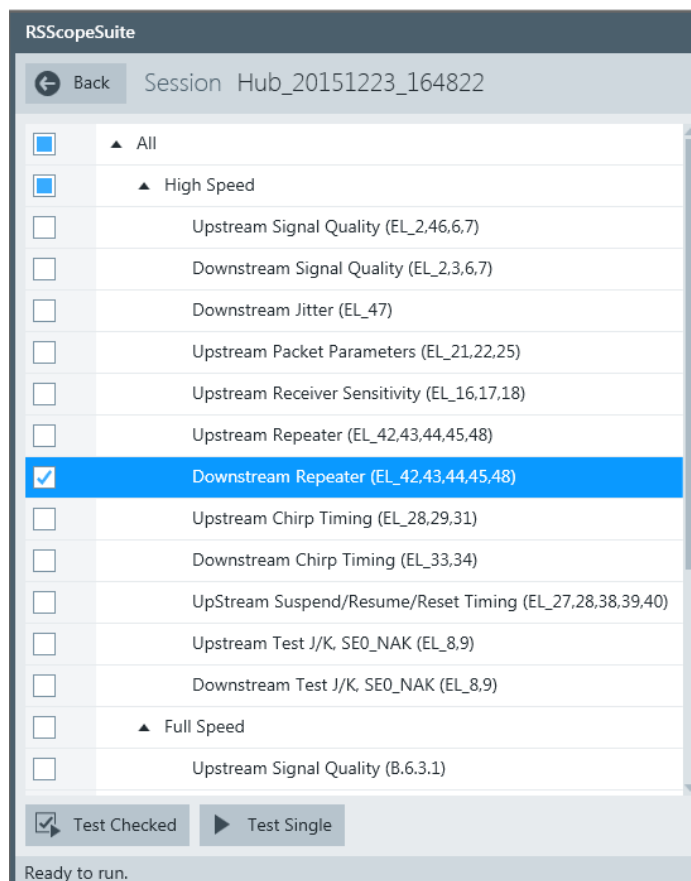 RSScopeSuite
Back Session Hub_20151223_164822
All
High Speed
Upstream Signal Quality (EL_2,46,6,7)
Downstream Signal Quality (EL_2,3,6,7)
Downstream Jitter (EL_47)
Upstream Packet Parameters (EL_21,22,25)
Upstream Receiver Sensitivity (EL_16,17,18)
Upstream Repeater (EL_42,43,44,45,48)
Downstream Repeater (EL_42,43,44,45,48)
Upstream Chirp Timing (EL_28,29,31)
Downstream Chirp Timing (EL_33,34)
UpStream Suspend/Resume/Reset Timing (EL_27,28,38,39,40)
Upstream Test J/K, SE0_NAK (EL_8,9)
Downstream Test J/K, SE0_NAK (EL_8,9)
Full Speed
Upstream Signal Quality (B.6.3.1)
Test Checked Test Single
Ready to run.